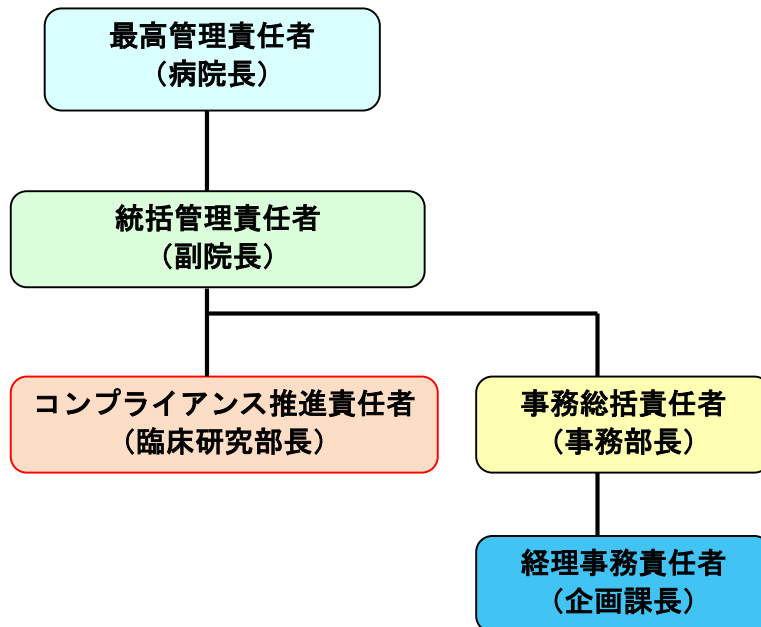 最高管理責任者
（病院長）
統括管理責任者
（副院長）
コンプライアンス推進責任者
（臨床研究部長）
事務総括責任者
（事務部長）
経理事務責任者
（企画課長）